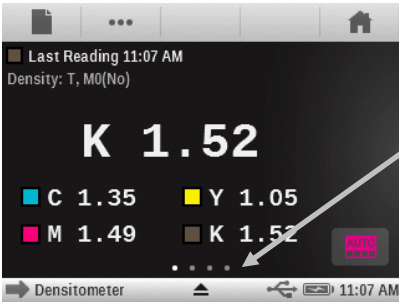 Last Reading 11:07 AM
Density: T, M0(No)
K 1.52
C 1.35 Y 1.05
M 1.49 K 1.52
AUTO
Densitometer 11:07 AM